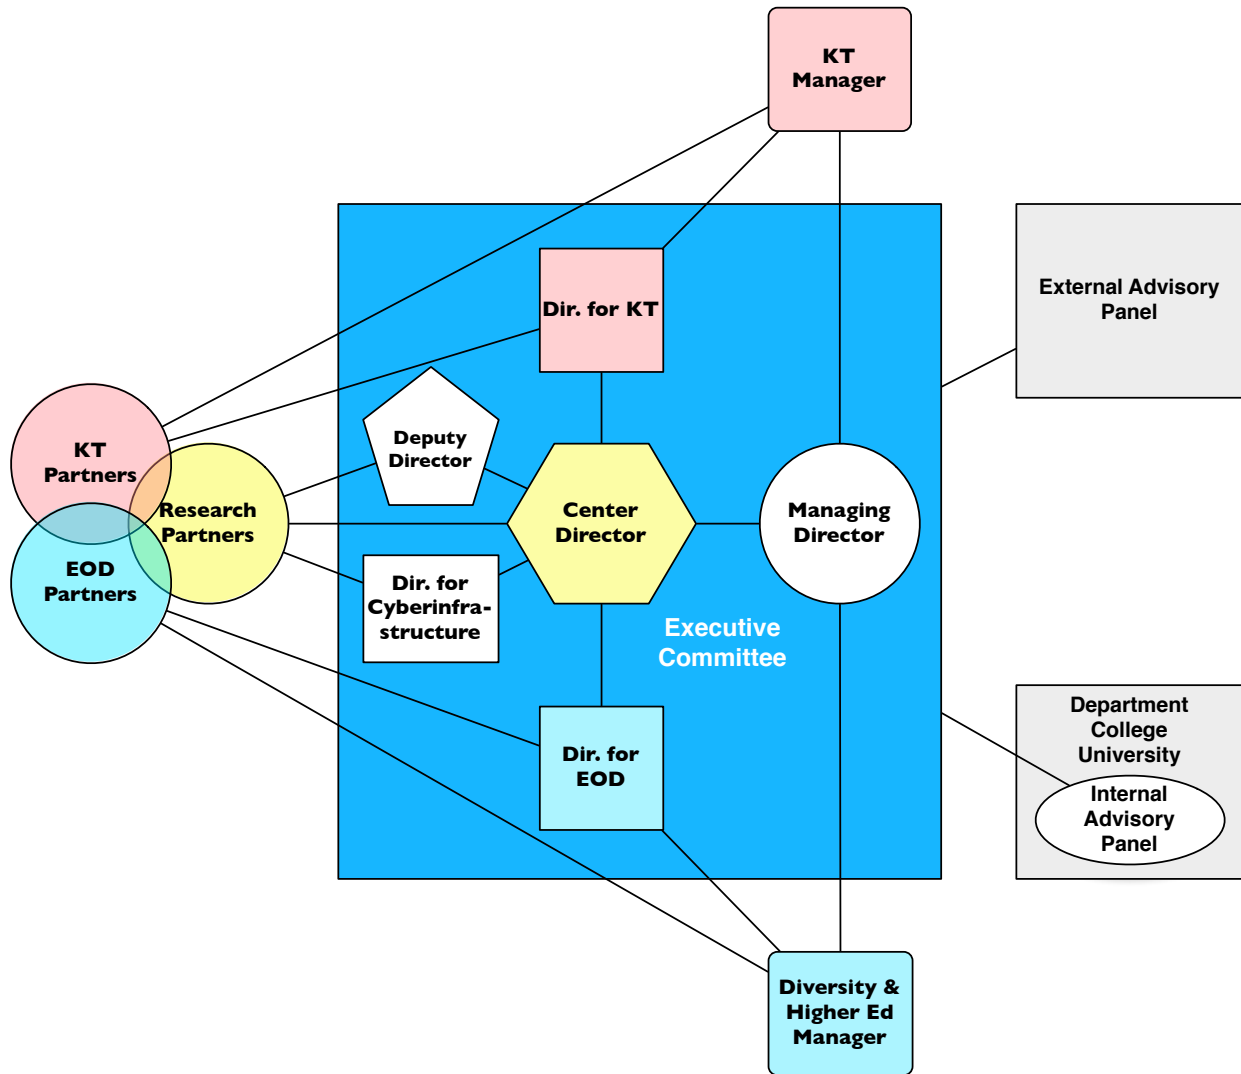 KT
Manager
External Advisory
Panel
Dir. for KT
Deputy
Director
KT
Partners
Research
Partners
Center
Director
Managing
Director
EOD
Partners
Dir. for
Cyberinfra-
structure
Executive
Committee
Department
College
University
Internal
Advisory
Panel
Dir. for
EOD
Diversity &
Higher Ed
Manager